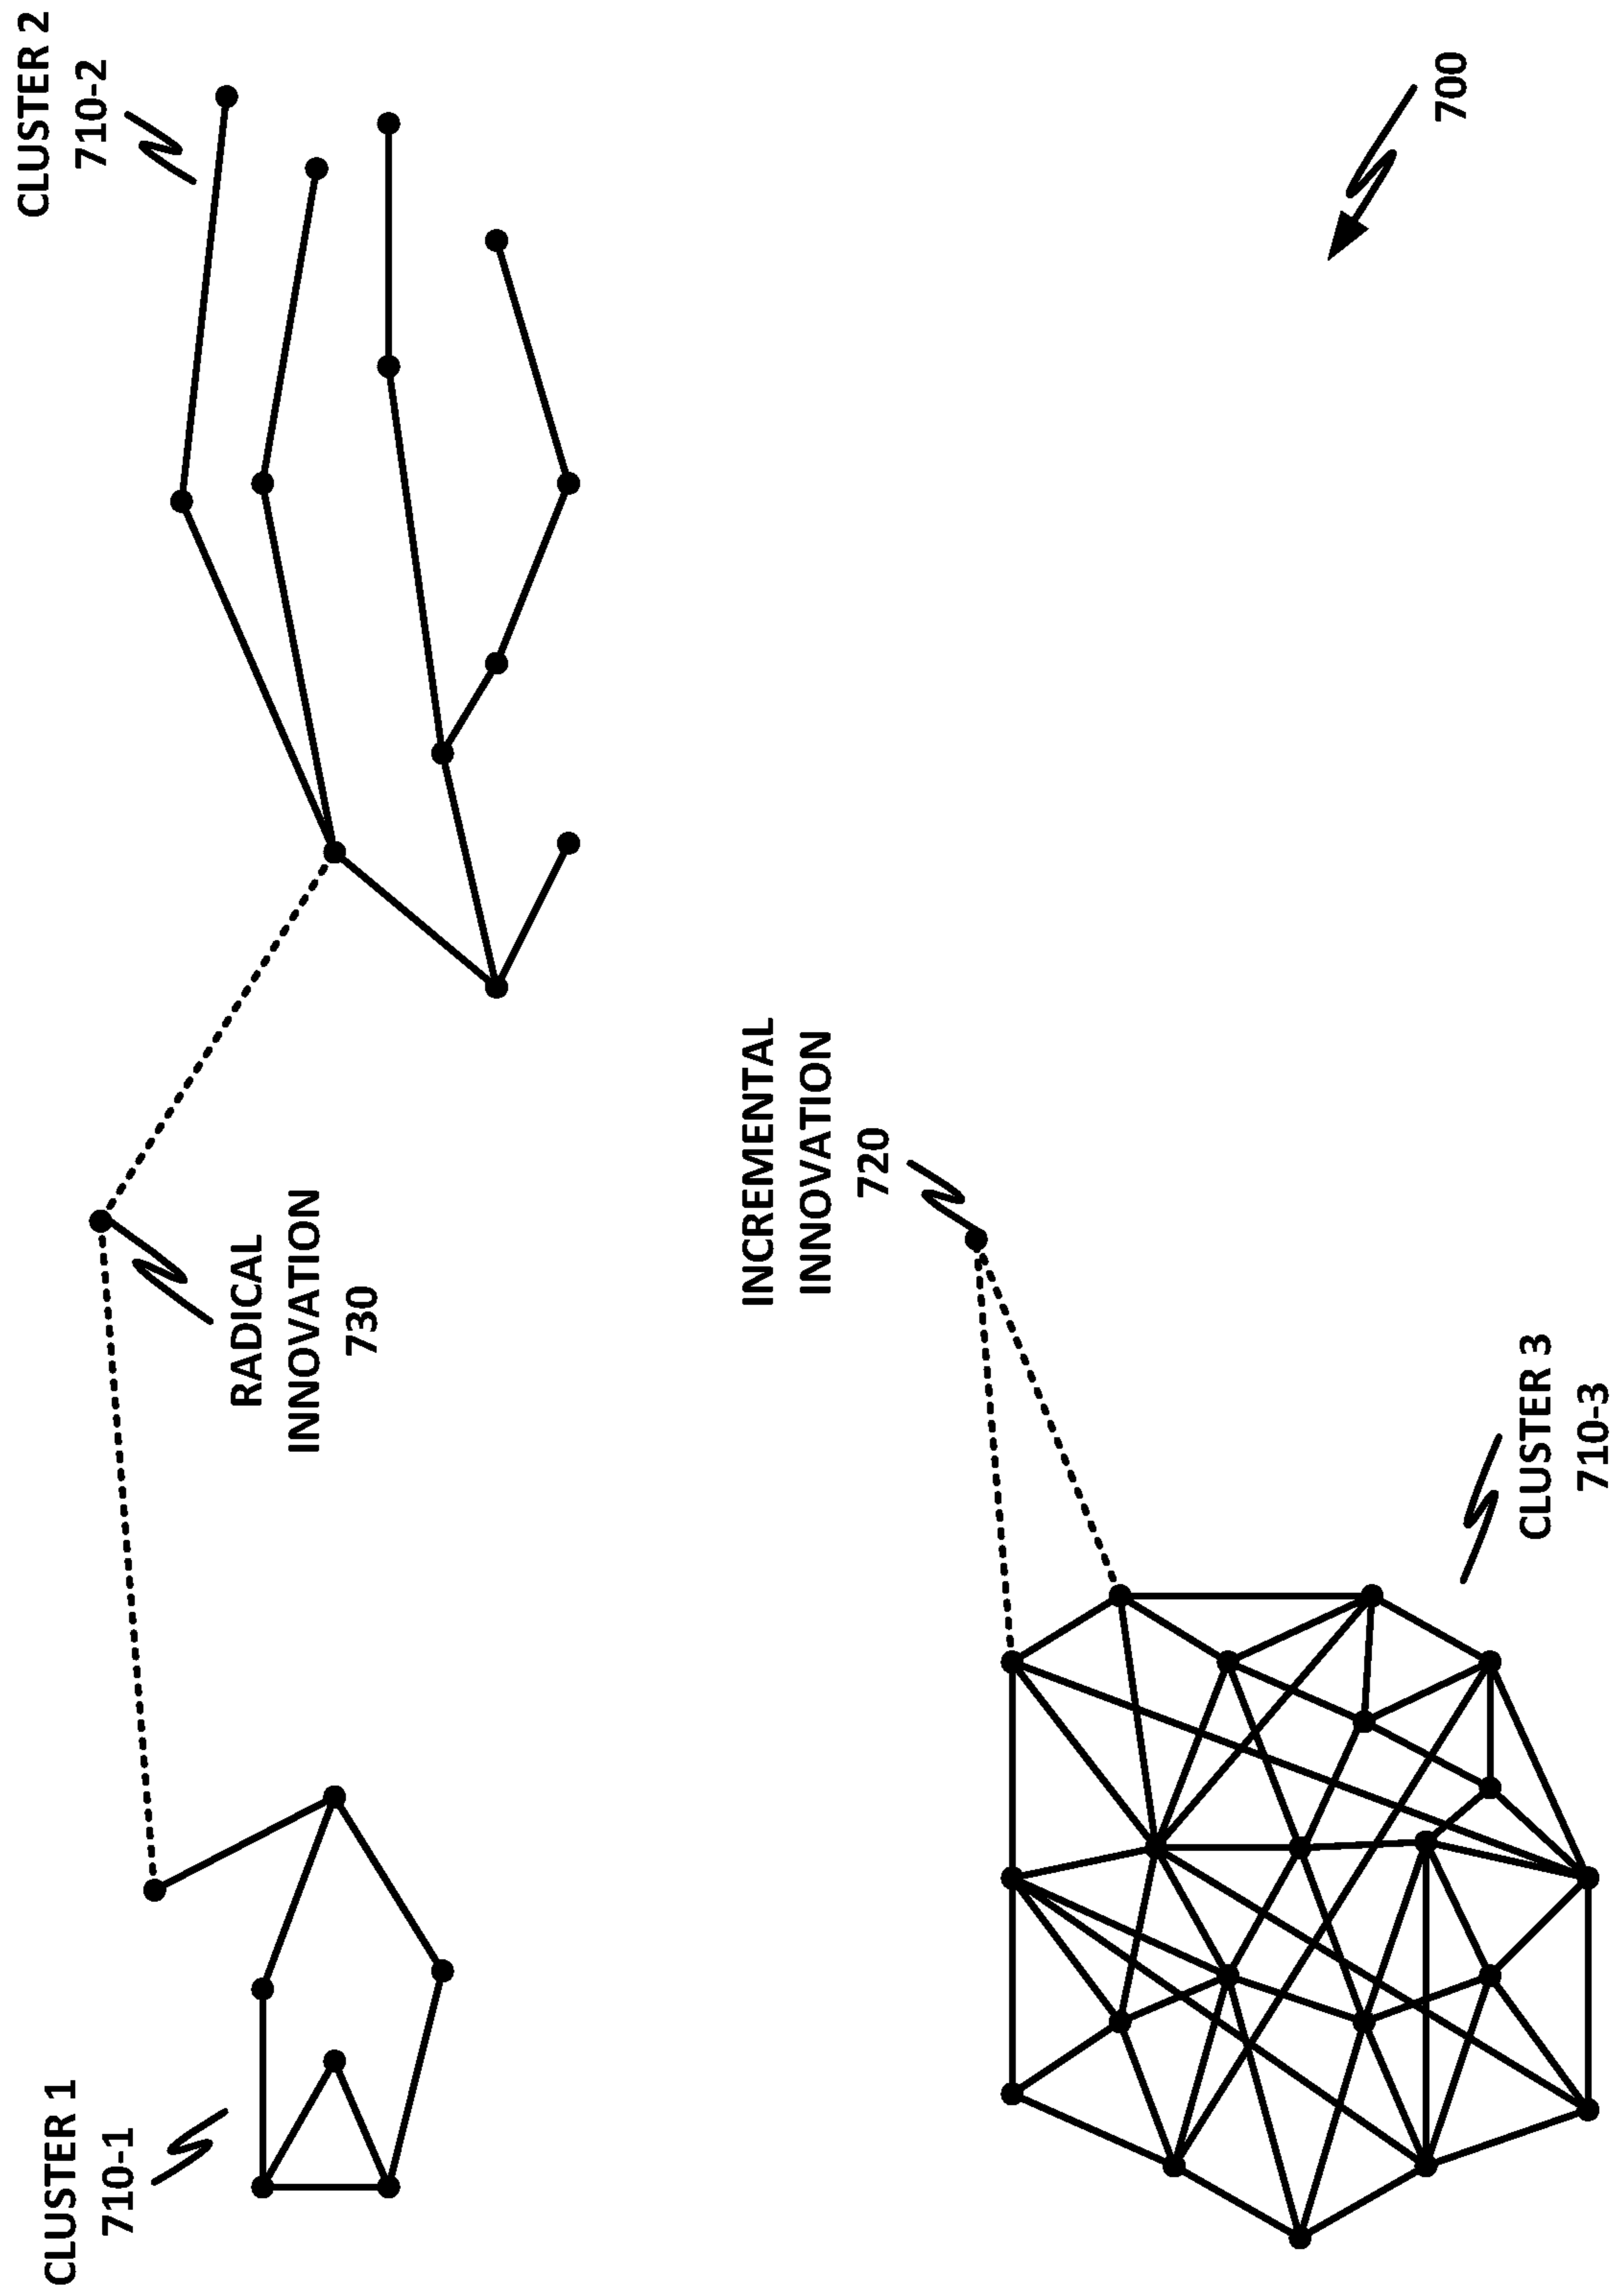 CLUSTER 1
710-1
CLUSTER 2
710-2
RADICAL
INNOVATION
730
INCREMENTAL
INNOVATION
720
CLUSTER 3
710-3
700